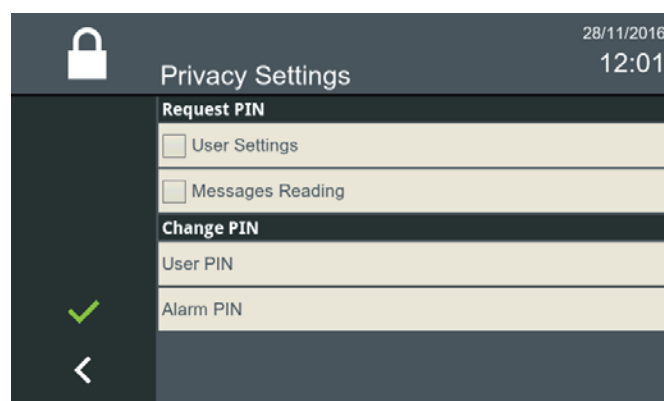 28/11/2016
12:01
Privacy Settings
Request PIN
User Settings
Messages Reading
Change PIN
User PIN
Alarm PIN